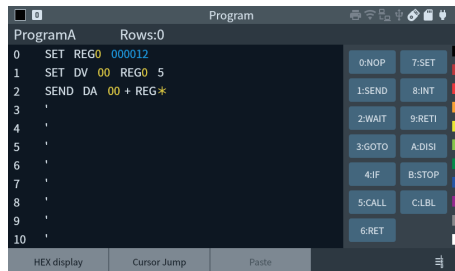 0 Program
ProgramA Rows:0
0 SET REG0 000012
1 SET DV 00 REG0 5
2 SEND DA 00 + REG*
3 '
4 '
5 '
6 '
7 '
8 '
9 '
10 '
0:NOP 7:SET
1:SEND 8:INT
2:WAIT 9:RETI
3:GOTO A:DISI
4:IF B:STOP
5:CALL C:LBL
6:RET
HEX display Cursor Jump Paste